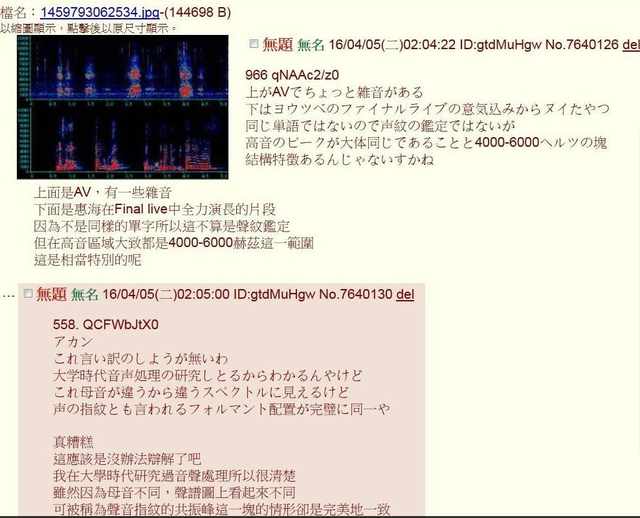 檔名：1459793062534.jpg-(144698 B)
以縮圖顯示，點擊後以原尺寸顯示。
無題 無名 16/04/05(二)02:04:22 ID:gtdMuHgw No.7640126 del
966 qNAAc2/z0
上がAVでちょっと雑音がある
下はヨウツベのファイナルライブの意気込みからヌイたやつ
同じ単語ではないので声紋の鑑定ではないが
高音のピークが大体同じであることと4000-6000ヘルツの塊
結構特徴あるんじゃないすかね
上面是AV，有一些雜音
下面是惠海在Final live中全力演長的片段
因為不是同樣的單字所以這不算是聲紋鑑定
但在高音區域大致都是4000-6000赫茲這一範圍
這是相當特別的呢
… 無題 無名 16/04/05(二)02:05:00 ID:gtdMuHgw No.7640130 del
558. QCFWbJtX0
アカン
これ言い訳のしようが無いわ
大学時代音声処理の研究しとるからわかるんやけど
これ母音が違うから違うスペクトルに見えるけど
声の指紋とも言われるフォルマント配置が完璧に同一や
真糟糕
這應該是沒辦法辯解了吧
我在大學時代研究過音聲處理所以很清楚
雖然因為母音不同，聲譜圖上看起來不同
可被稱為聲音指紋的共振峰這一塊的情形卻是完美地一致